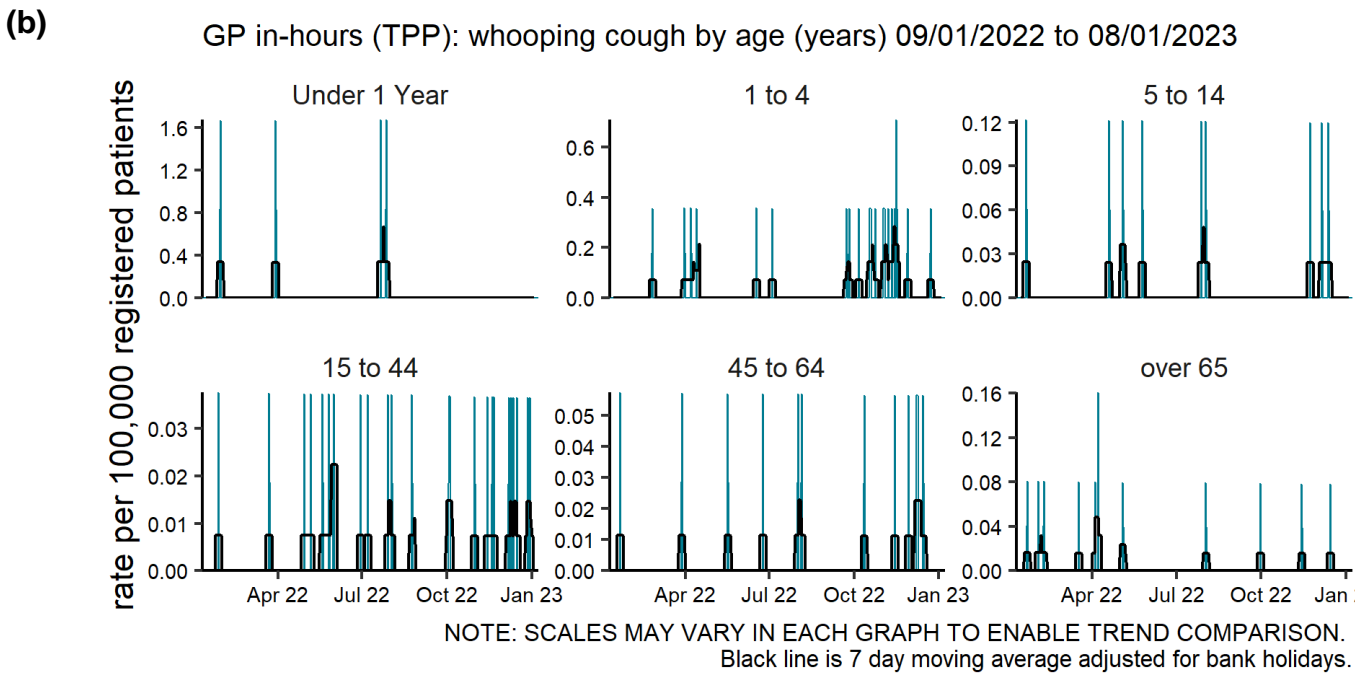 (b)
GP in-hours (TPP): whooping cough by age (years) 09/01/2022 to 08/01/2023
rate per 100,000 registered patients
Under 1 Year
1.6
1.2
0.8
0.4
0.0
1 to 4
0.6
0.4
0.2
0.0
5 to 14
0.12
0.09
0.06
0.03
0.00
15 to 44
0.03
0.02
0.01
0.00
Apr 22 Jul 22 Oct 22 Jan 23
45 to 64
0.05
0.04
0.03
0.02
0.01
0.00
Apr 22 Jul 22 Oct 22 Jan 23
over 65
0.16
0.12
0.08
0.04
0.00
Apr 22 Jul 22 Oct 22 Jan
NOTE: SCALES MAY VARY IN EACH GRAPH TO ENABLE TREND COMPARISON.
Black line is 7 day moving average adjusted for bank holidays.